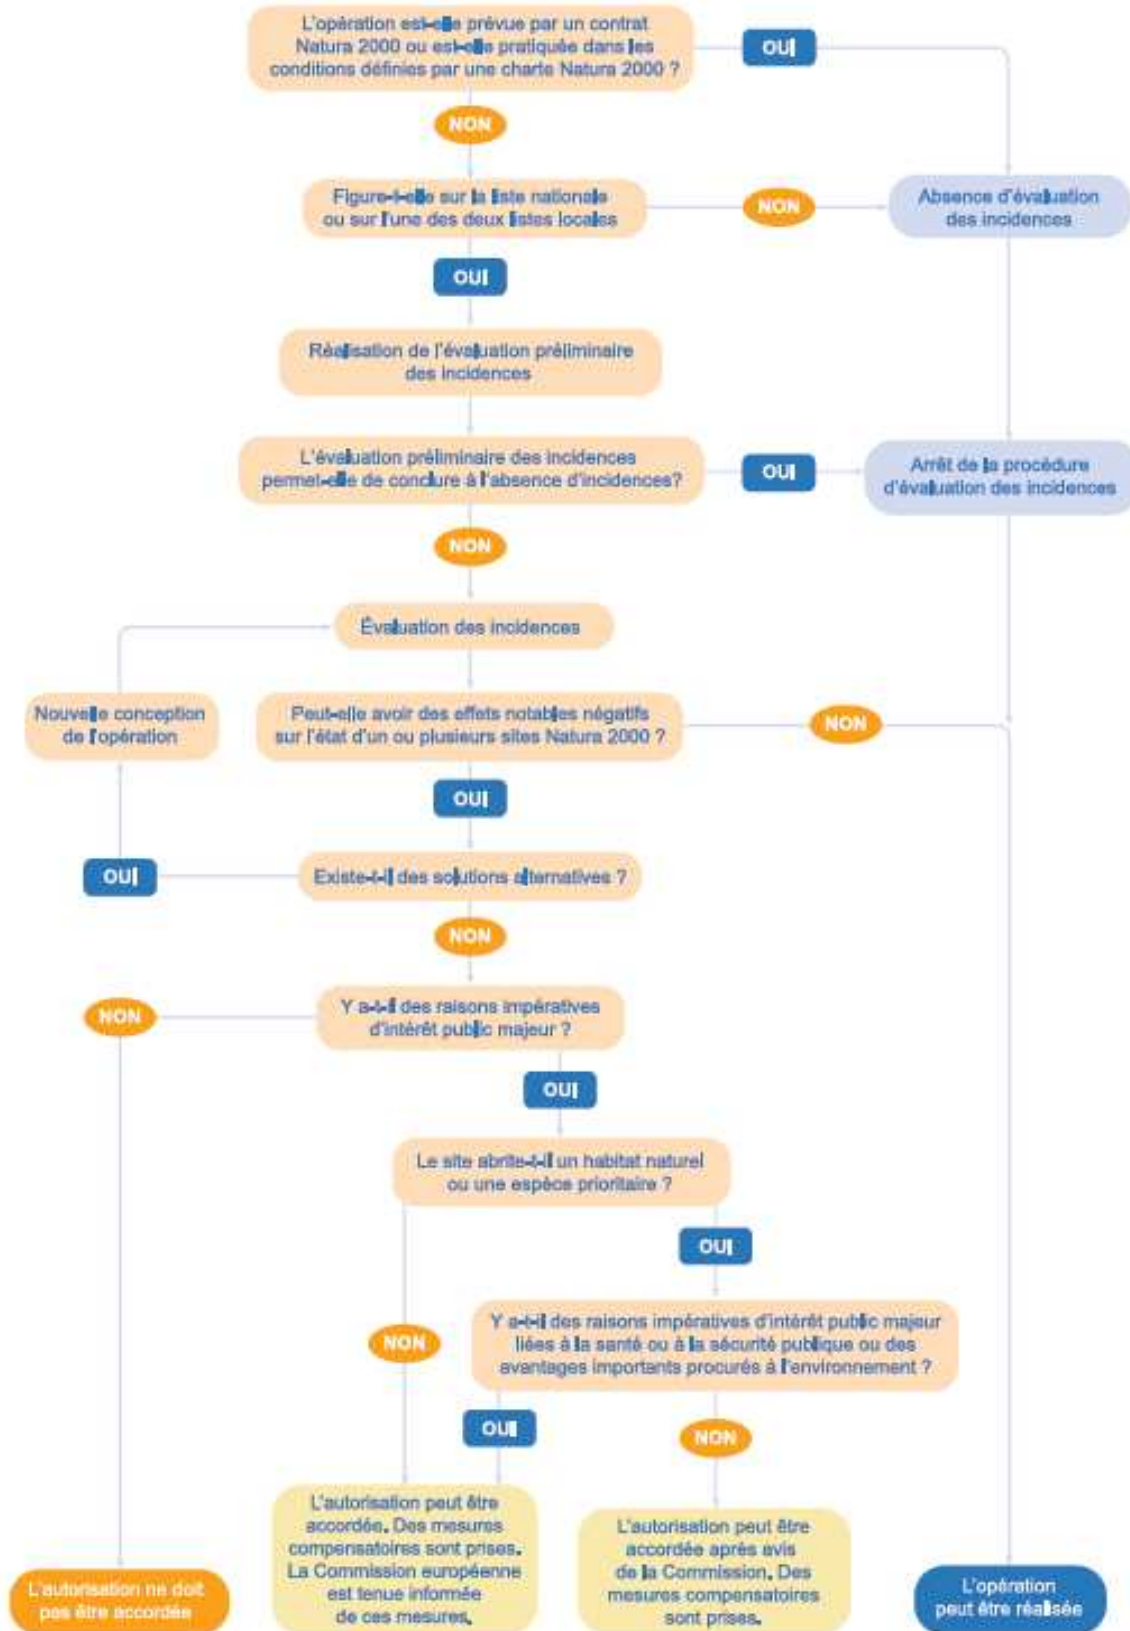 L'opération est-elle prévue par un contrat
Natura 2000 ou est-elle pratiquée dans les
conditions définies par une charte Natura 2000 ?
OUI
NON
Figure-t-elle sur la liste nationale
ou sur l'une des deux listes locales
NON
Absence d'évaluation
des incidences
OUI
Réalisation de l'évaluation préliminaire
des incidences
L'évaluation préliminaire des incidences
permet-elle de conclure à l'absence d'incidences?
OUI
Arrêt de la procédure
d'évaluation des incidences
NON
Évaluation des incidences
Nouvelle conception
de l'opération
Peut-elle avoir des effets notables négatifs
sur l'état d'un ou plusieurs sites Natura 2000 ?
NON
OUI
OUI
Existe-t-il des solutions alternatives ?
NON
NON
Y a-t-il des raisons impératives
d'intérêt public majeur ?
OUI
Le site abrite-t-il un habitat naturel
ou une espèce prioritaire ?
OUI
NON
Y a-t-il des raisons impératives d'intérêt public majeur
liées à la santé ou à la sécurité publique ou des
avantages importants procurés à l'environnement ?
OUI
NON
L'autorisation peut être
accordée. Des mesures
compensatoires sont prises.
La Commission européenne
est tenue informée
de ces mesures.
L'autorisation peut être
accordée après avis
de la Commission. Des
mesures compensatoires
sont prises.
L'autorisation ne doit
pas être accordée
L'opération
peut être réalisée